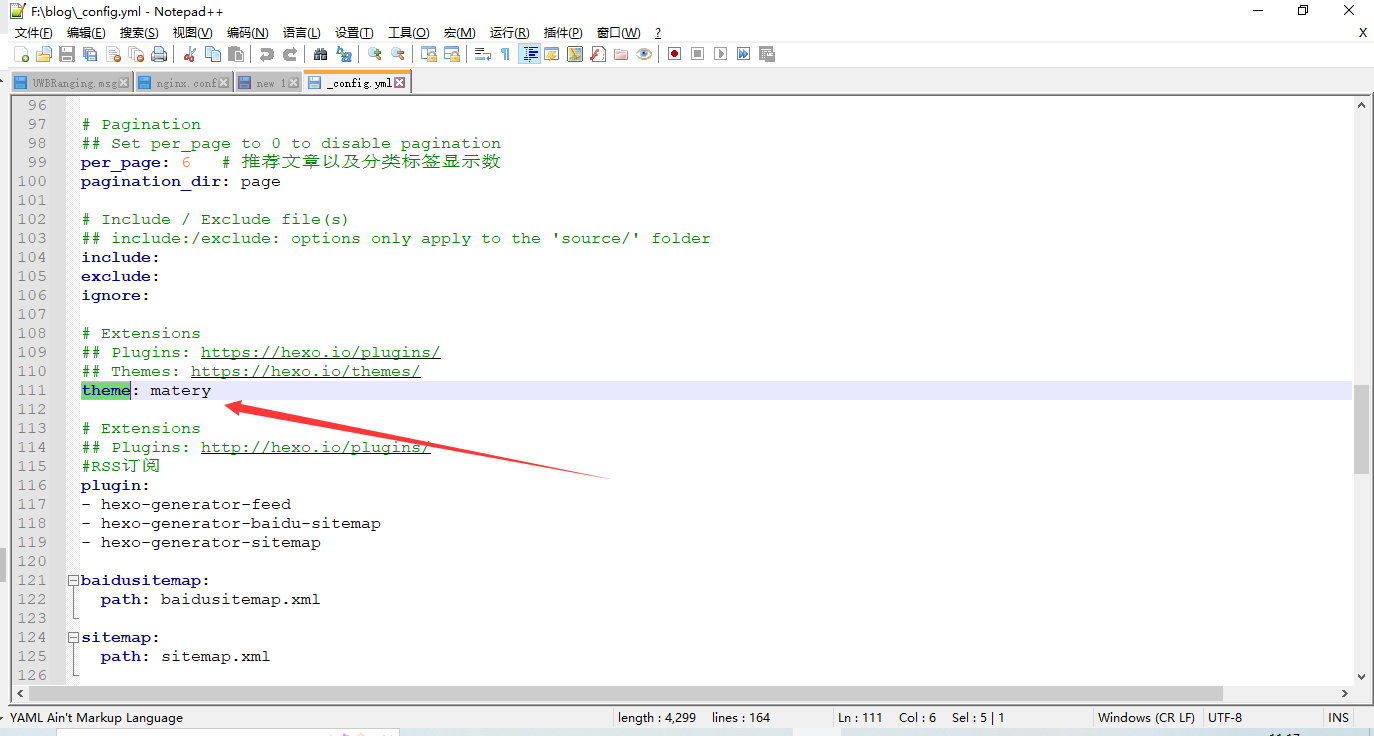 F:\blog\_config.yml - Notepad++
文件(F) 编辑(E) 搜索(S) 视图(V) 编码(N) 语言(L) 设置(T) 工具(O) 宏(M) 运行(R) 插件(P) 窗口(W) ? X
UWBRanging.msg nginx.conf new 1 _config.yml
96
97 # Pagination
98 ## Set per_page to 0 to disable pagination
99 per_page: 6 # 推荐文章以及分类标签显示数
100 pagination_dir: page
101
102 # Include / Exclude file(s)
103 ## include:/exclude: options only apply to the 'source/' folder
104 include:
105 exclude:
106 ignore:
107
108 # Extensions
109 ## Plugins: https://hexo.io/plugins/
110 ## Themes: https://hexo.io/themes/
111 theme: matery
112
113 # Extensions
114 ## Plugins: http://hexo.io/plugins/
115 #RSS订阅
116 plugin:
117 - hexo-generator-feed
118 - hexo-generator-baidu-sitemap
119 - hexo-generator-sitemap
120
121 baidusitemap:
122 path: baidusitemap.xml
123
124 sitemap:
125 path: sitemap.xml
126
YAML Ain't Markup Language length : 4,299 lines : 164 Ln : 111 Col : 6 Sel : 5 | 1 Windows (CR LF) UTF-8 INS